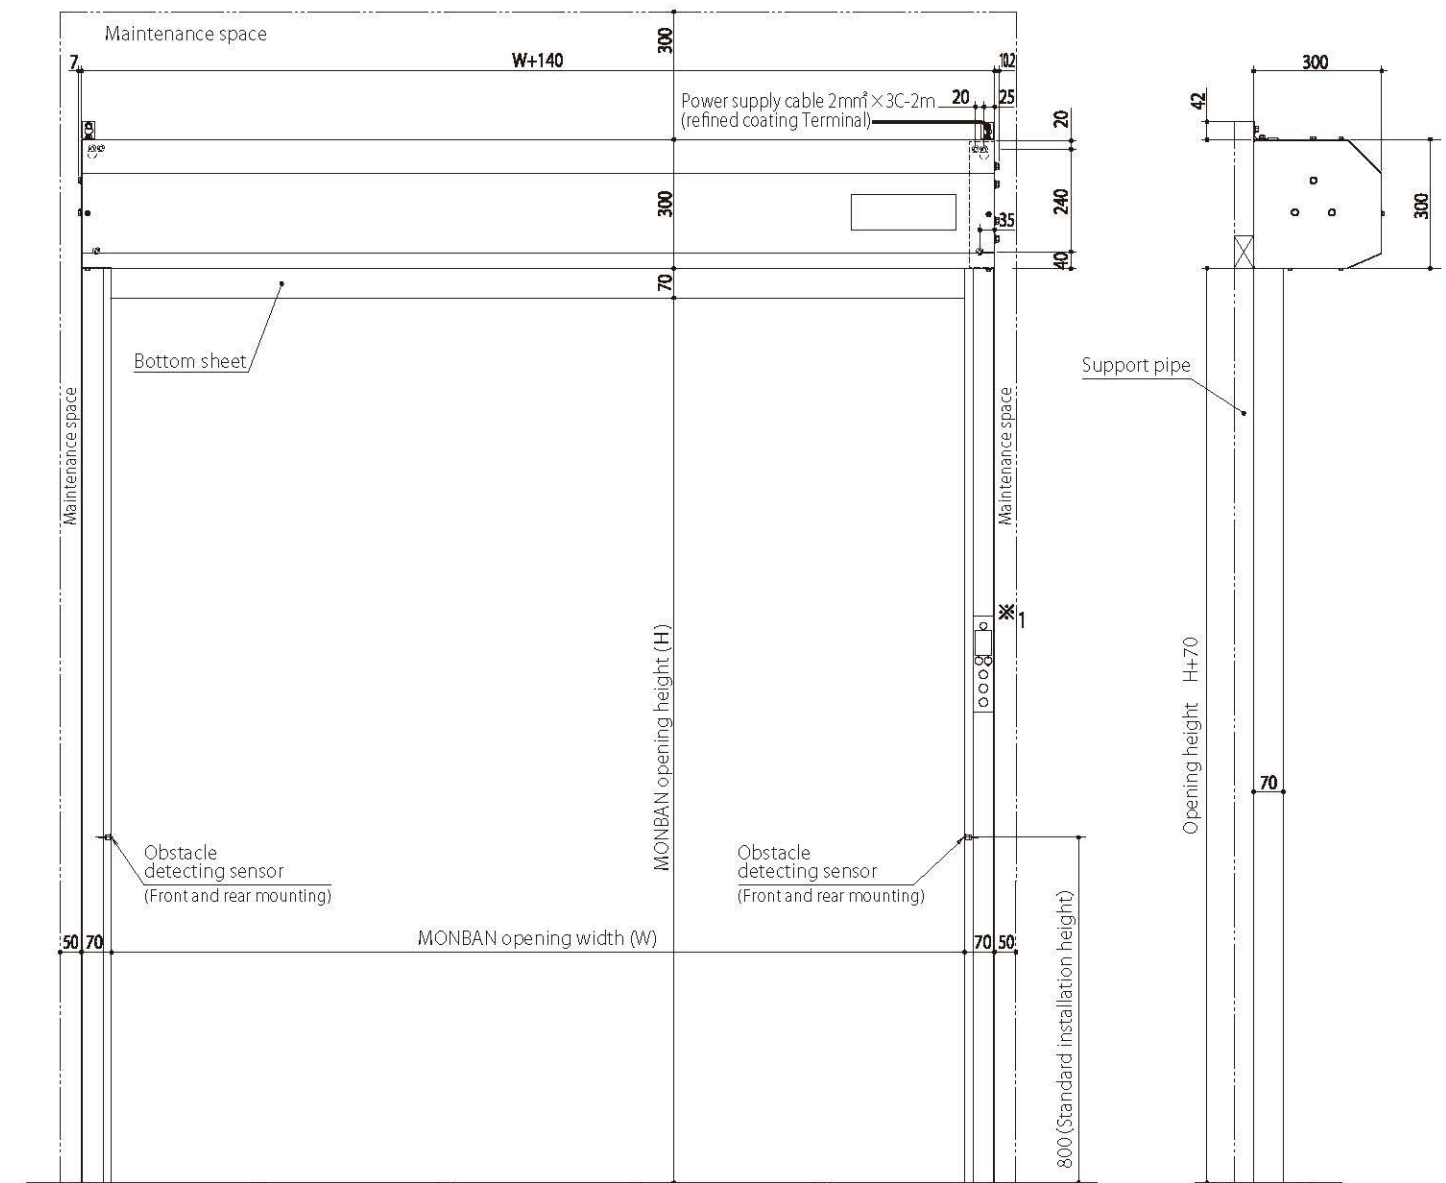 Maintenance space
300
7
W+140
10.2
300
Power supply cable 2mm²×3C-2m
(refined coating Terminal)
20
25
20
42
300
240
300
35
40
70
Bottom sheet
Support pipe
Maintenance space
Maintenance space
※1
MONBAN opening height (H)
Opening height H+70
70
Obstacle
detecting sensor
(Front and rear mounting)
Obstacle
detecting sensor
(Front and rear mounting)
50
70
MONBAN opening width (W)
70
50
800 (Standard installation height)